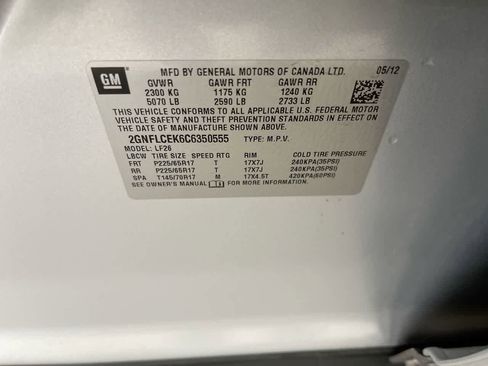 GM
MFD BY GENERAL MOTORS OF CANADA LTD. 05/12
GVWR GAWR FRT GAWR RR
2300 KG 1175 KG 1240 KG
5070 LB 2590 LB 2733 LB
THIS VEHICLE CONFORMS TO ALL APPLICABLE U.S. FEDERAL MOTOR
VEHICLE SAFETY AND THEFT PREVENTION STANDARDS IN EFFECT ON
THE DATE OF MANUFACTURE SHOWN ABOVE.
2GNFLCEK6C6350555 TYPE: M.P.V.
MODEL: LF26
LBCW TIRE SIZE SPEED RTG RIM COLD TIRE PRESSURE
FRT P225/65R17 T 17X7J 240KPA(35PSI)
RR P225/65R17 T 17X7J 240KPA(35PSI)
SPA T145/70R17 M 17X4.5T 420KPA(60PSI)
SEE OWNER'S MANUAL FOR MORE INFORMATION.